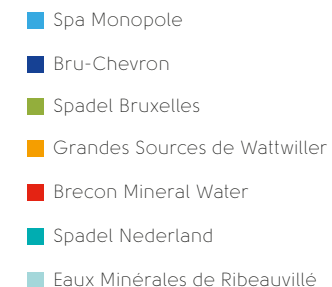 Spa Monopole
Bru-Chevron
Spadel Bruxelles
Grandes Sources de Wattwiller
Brecon Mineral Water
Spadel Nederland
Eaux Minérales de Ribeauvillé